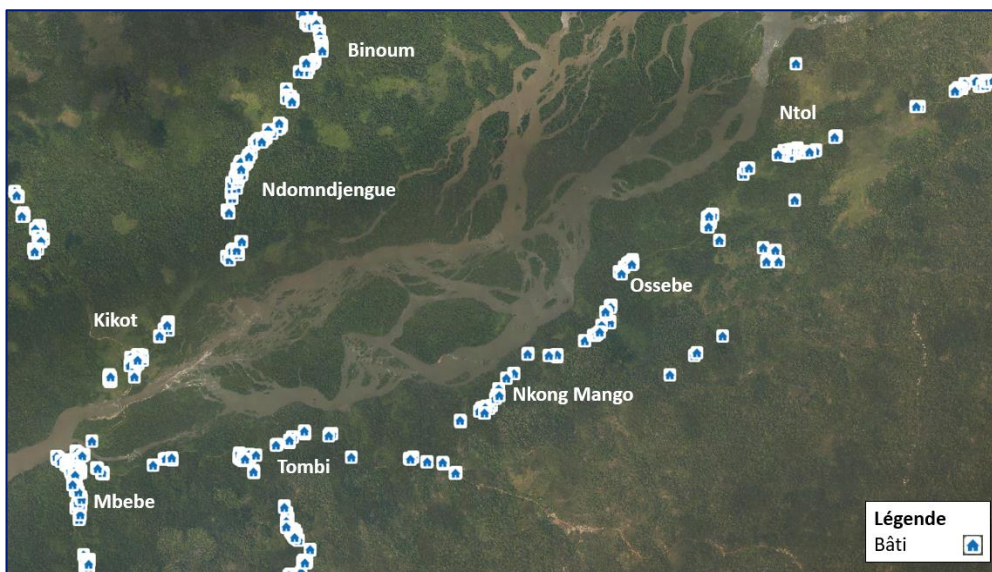 Binoum
Ntol
Ndomndjengue
Ossebe
Kikot
Nkong Mango
Tombi
Mbebe
Légende
Bâti